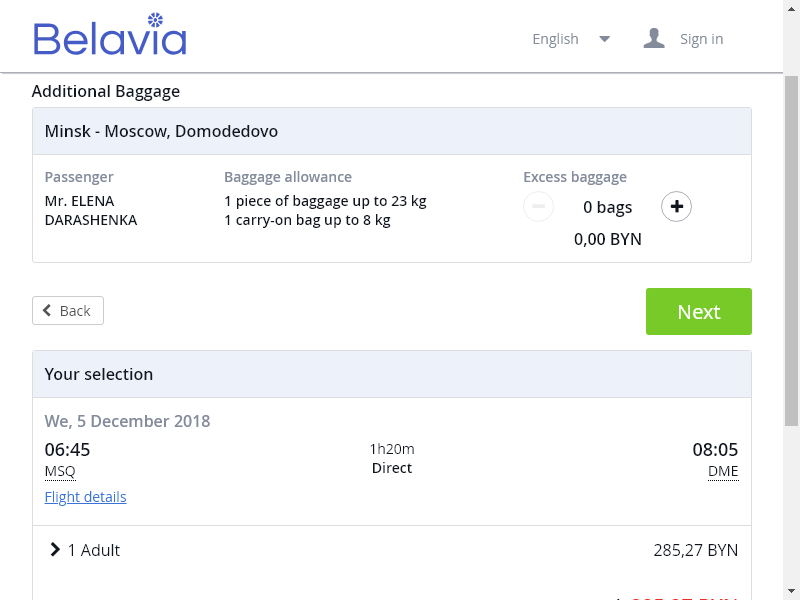 Belavia
English
Sign in
Additional Baggage
Minsk - Moscow, Domodedovo
Passenger
Baggage allowance
Excess baggage
Mr. ELENA
DARASHENKA
1 piece of baggage up to 23 kg
1 carry-on bag up to 8 kg
0 bags
0,00 BYN
Back
Next
Your selection
We, 5 December 2018
06:45
1h20m
08:05
MSQ
Direct
DME
Flight details
1 Adult
285,27 BYN